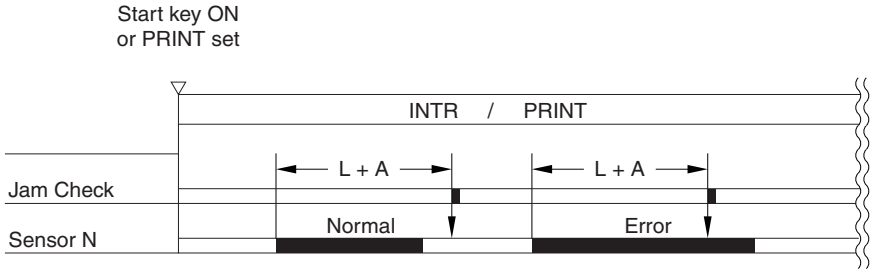 Start key ON
or PRINT set
INTR / PRINT
L + A L + A
Jam Check
Normal Error
Sensor N